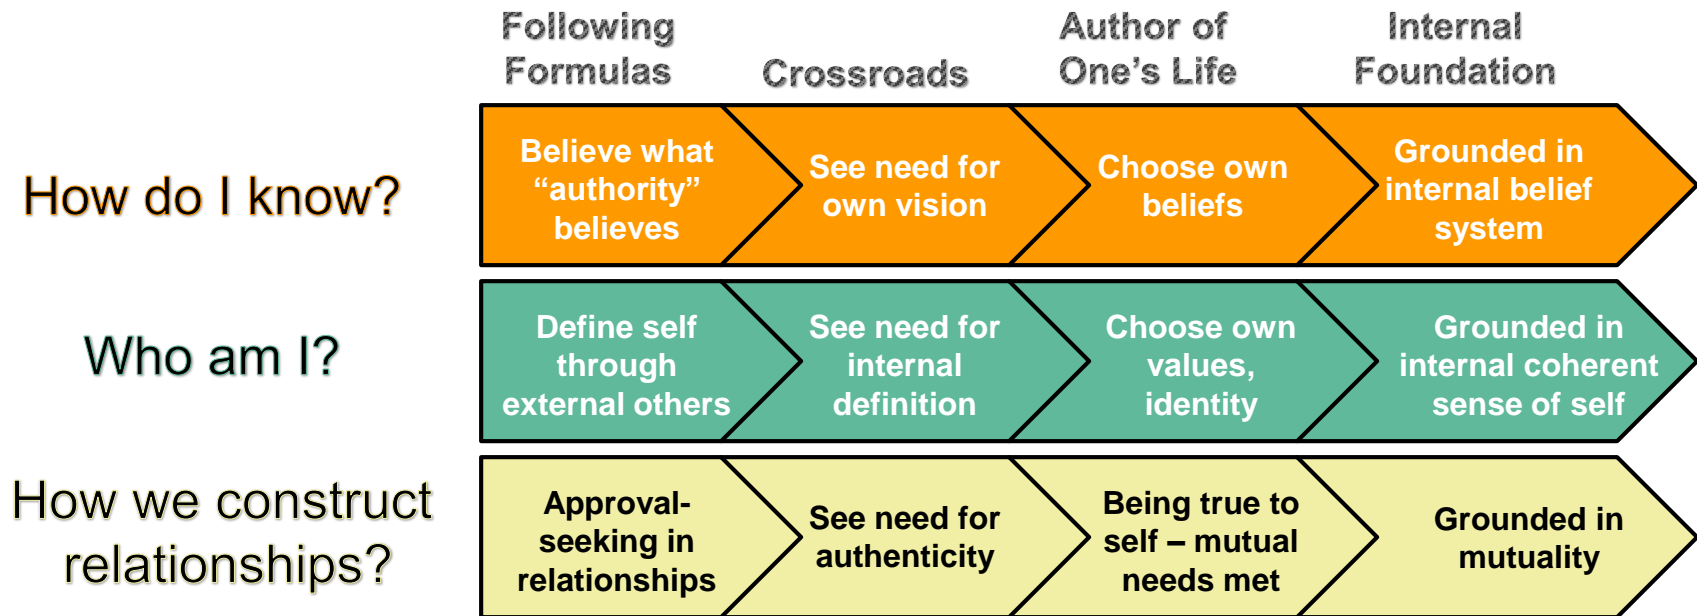 Following
Formulas
Crossroads
Author of
One’s Life
Internal
Foundation
How do I know?
Believe what
“authority”
believes
See need for
own vision
Choose own
beliefs
Grounded in
internal belief
system
Who am I?
Define self
through
external others
See need for
internal
definition
Choose own
values,
identity
Grounded in
internal coherent
sense of self
How we construct
relationships?
Approval-
seeking in
relationships
See need for
authenticity
Being true to
self – mutual
needs met
Grounded in
mutuality